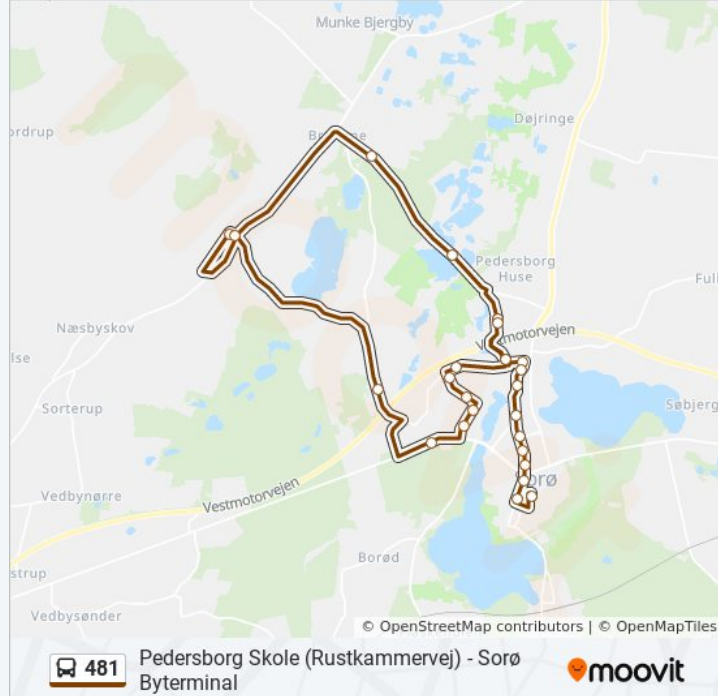 Munke Bjergby
ordrup
Døjringe
Pedersborg
Huse
Full
Næsbyskov
Vestmotorvejen
lse
Sorterup
Søbjerg
Sorø
Vedbynørre
Vestmotorvejen
Borød
strup
Vedbysønder
© OpenStreetMap contributors | © OpenMapTiles
481
Pedersborg Skole (Rustkammervej) - Sorø
Byterminal
moovit